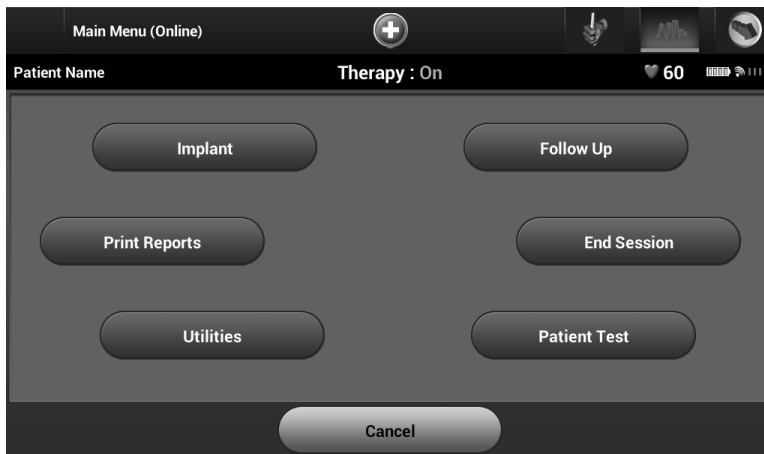 Main Menu (Online)
Patient Name Therapy : On 60
Implant Follow Up
Print Reports End Session
Utilities Patient Test
Cancel